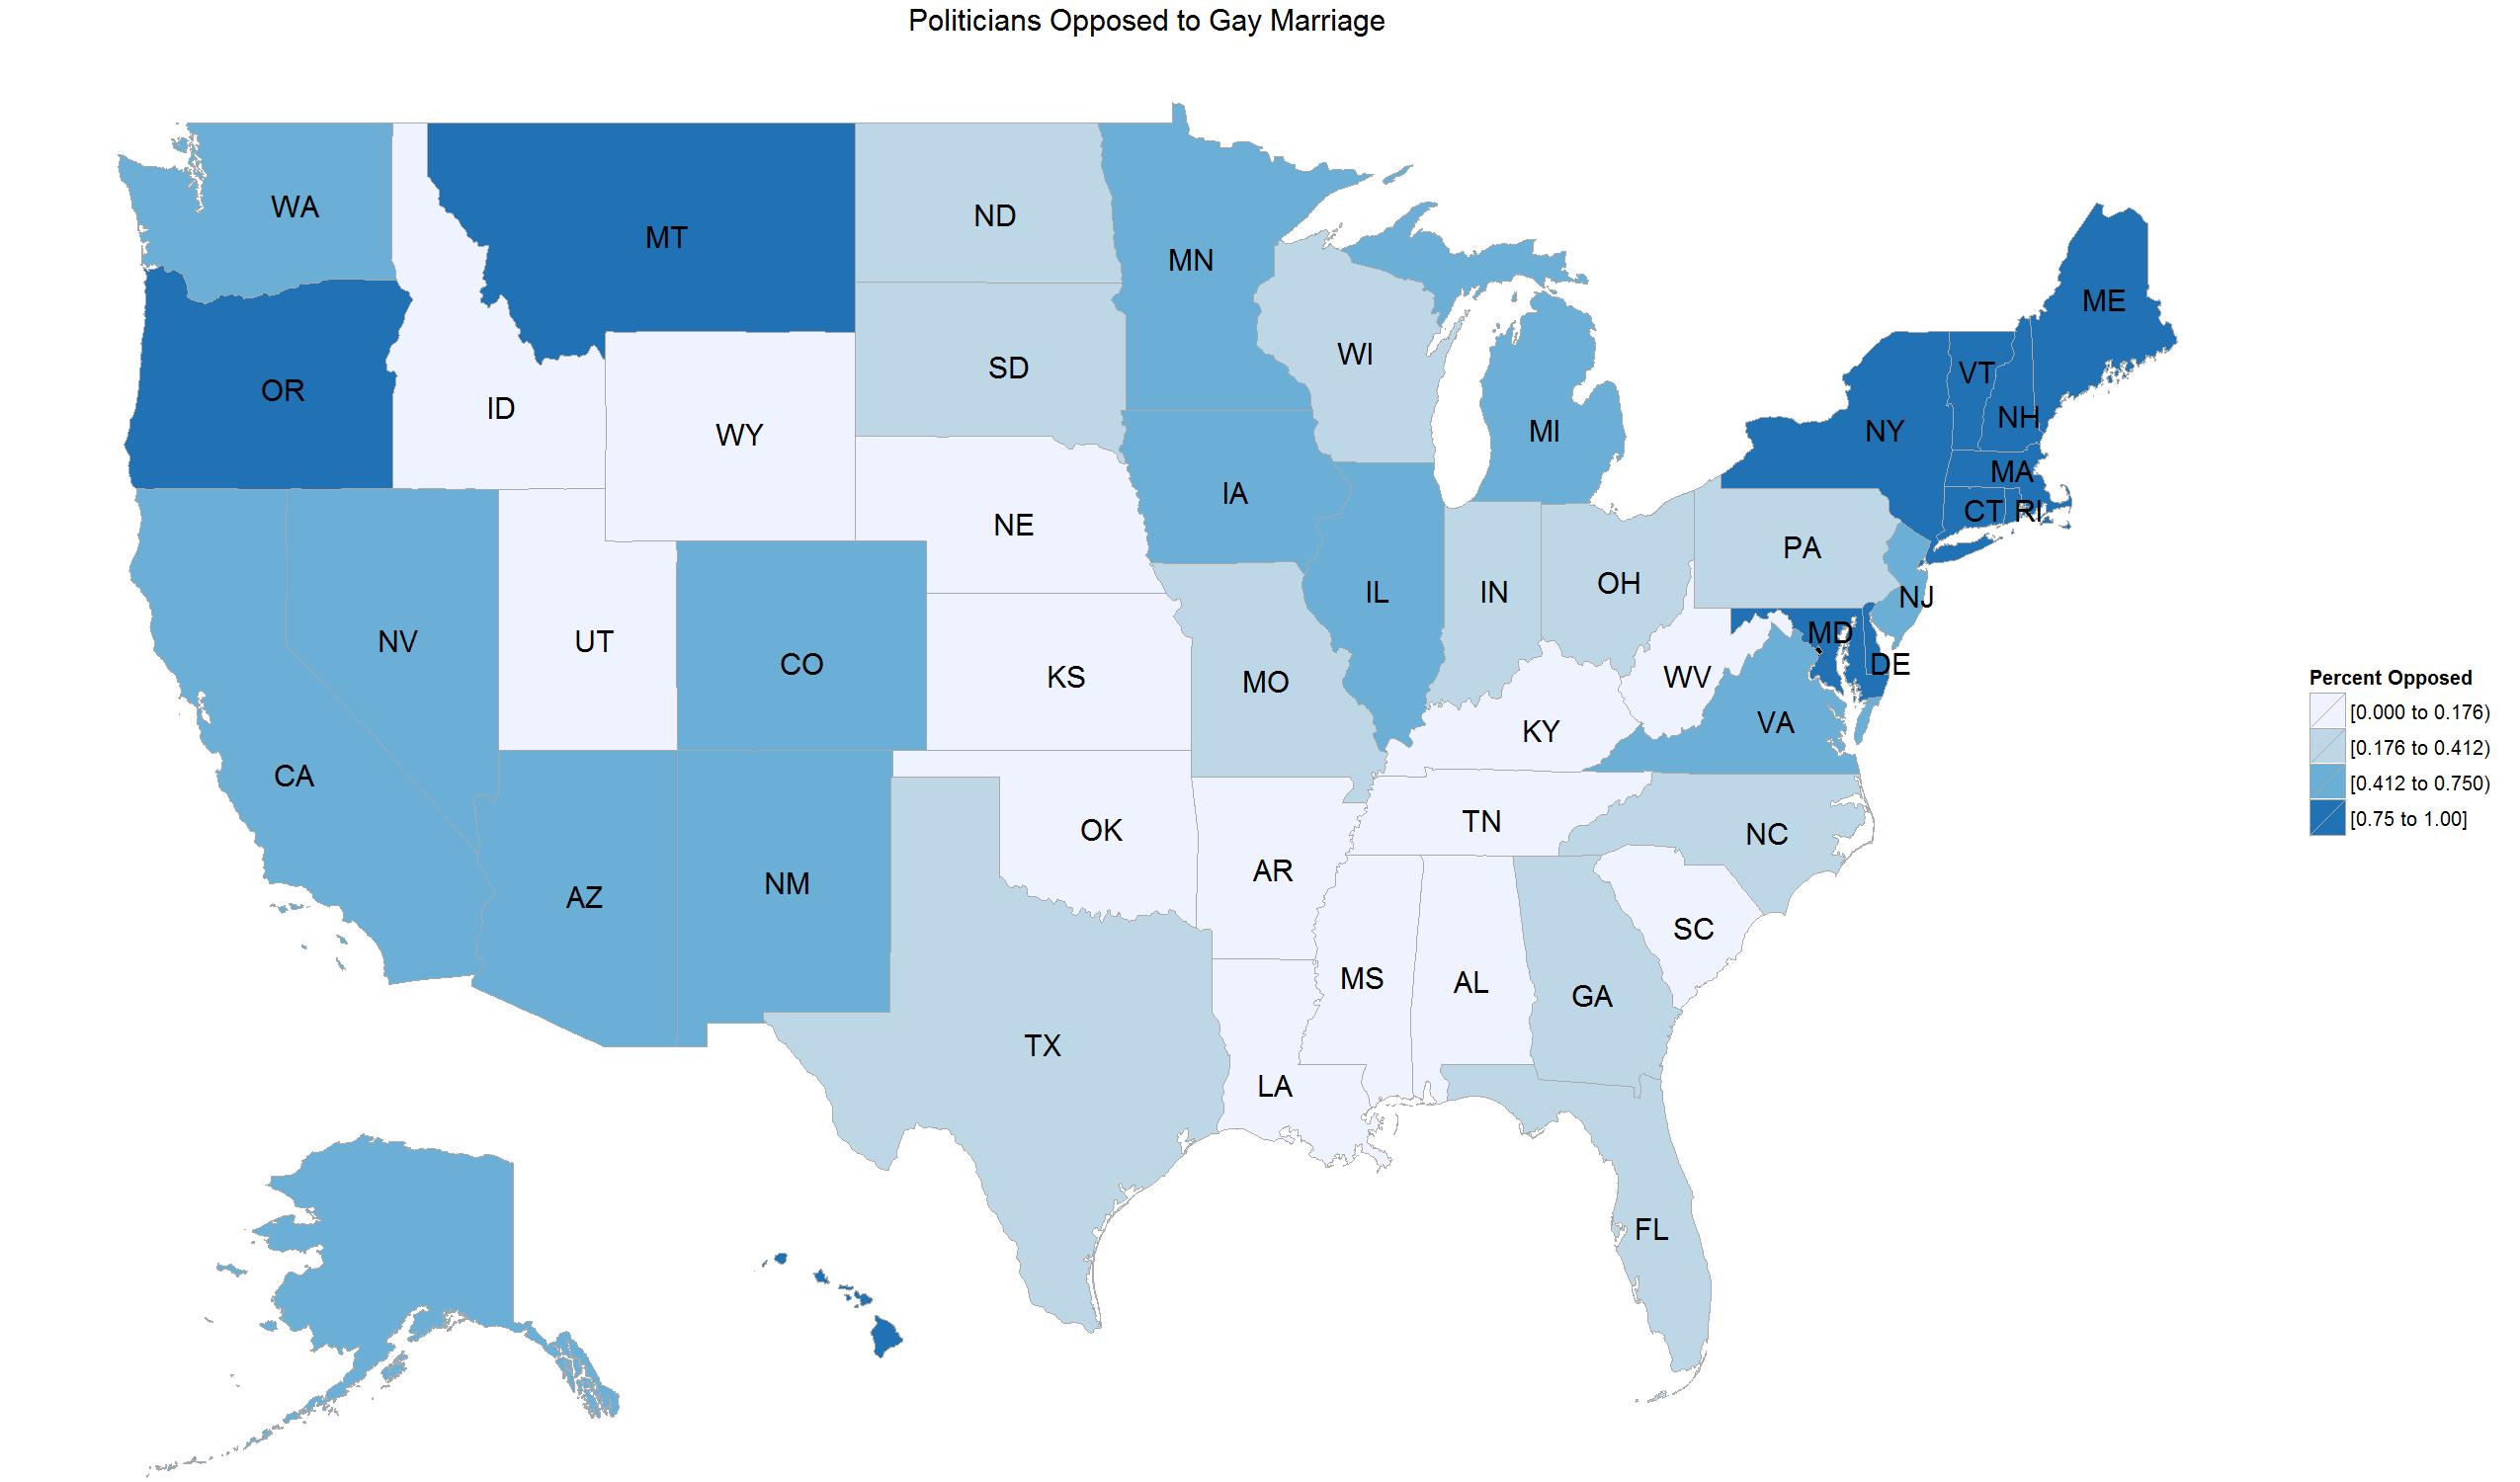 Politicians Opposed to Gay Marriage
WA
MT
ND
MN
ME
OR
ID
WY
SD
WI
MI
VT
NH
NY
MA
CT RI
IA
NE
PA
NV
UT
CO
KS
MO
IL
IN
OH
NJ
MD
DE
WV
VA
KY
CA
AZ
NM
OK
AR
TN
NC
SC
MS
AL
GA
TX
LA
FL
Percent Opposed
[0.000 to 0.176)
[0.176 to 0.412)
[0.412 to 0.750)
[0.75 to 1.00]